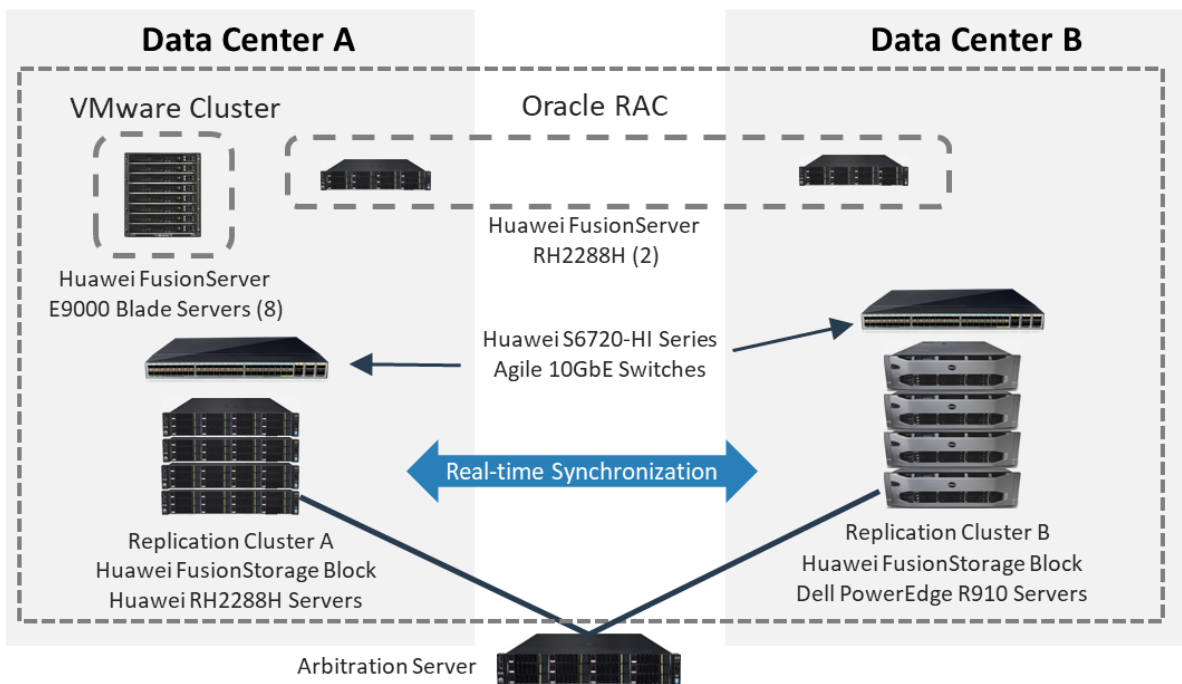 Data Center A
Data Center B
VMware Cluster
Oracle RAC
Huawei FusionServer
RH2288H (2)
Huawei FusionServer
E9000 Blade Servers (8)
Huawei S6720-HI Series
Agile 10GbE Switches
Real-time Synchronization
Replication Cluster A
Huawei FusionStorage Block
Huawei RH2288H Servers
Replication Cluster B
Huawei FusionStorage Block
Dell PowerEdge R910 Servers
Arbitration Server